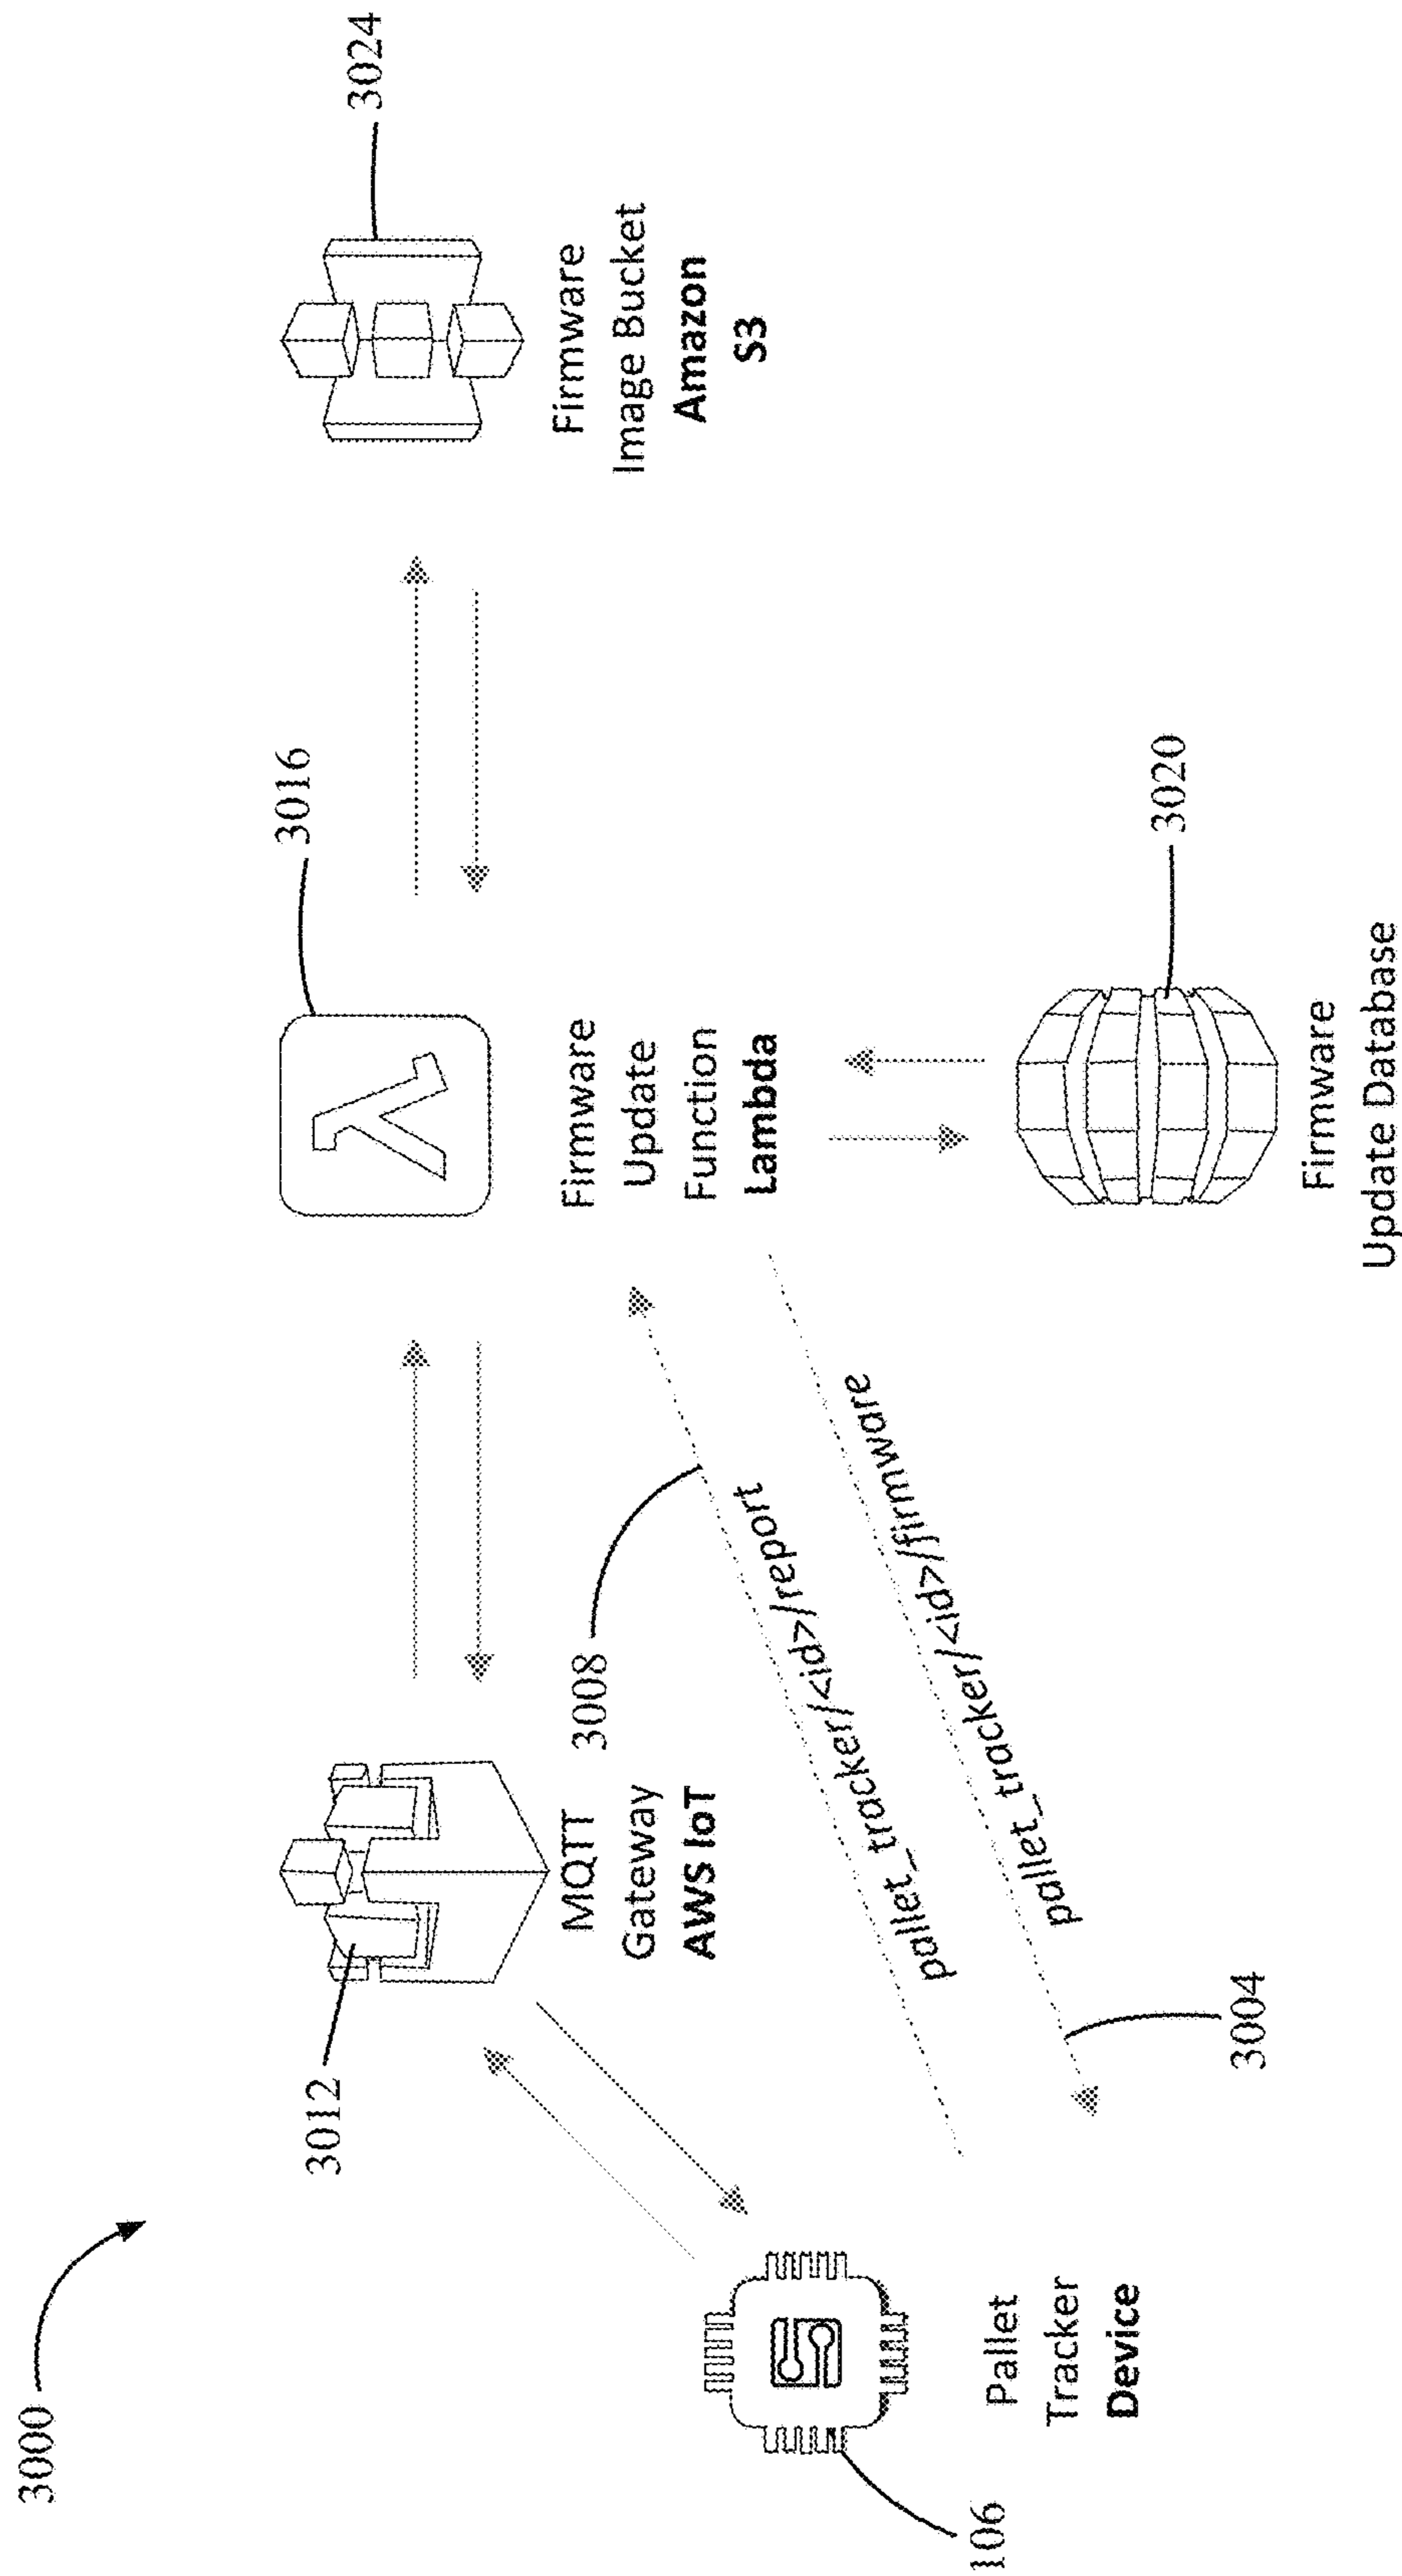 3000
3012
3016
3024
MQTT
Gateway
AWS IoT
Firmware
Update
Function
Lambda
Firmware
Image Bucket
Amazon
S3
3008
pallet_tracker/<id>/report
pallet_tracker/<id>/firmware
3004
106
Pallet
Tracker
Device
3020
Firmware
Update Database